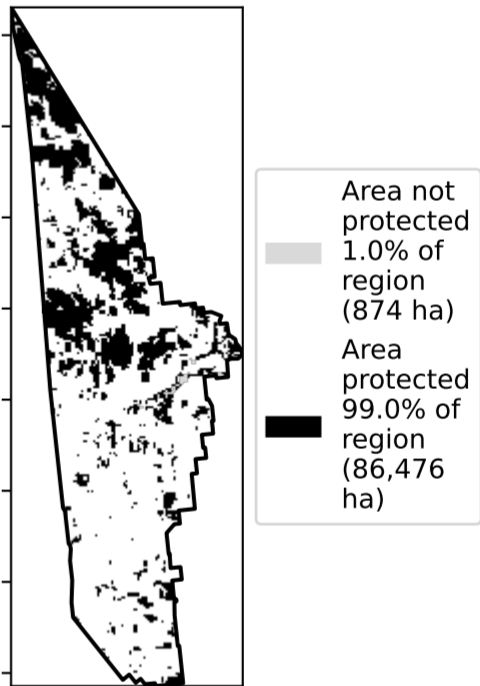 Area not
protected
1.0% of
region
(874 ha)
Area
protected
99.0% of
region
(86,476
ha)